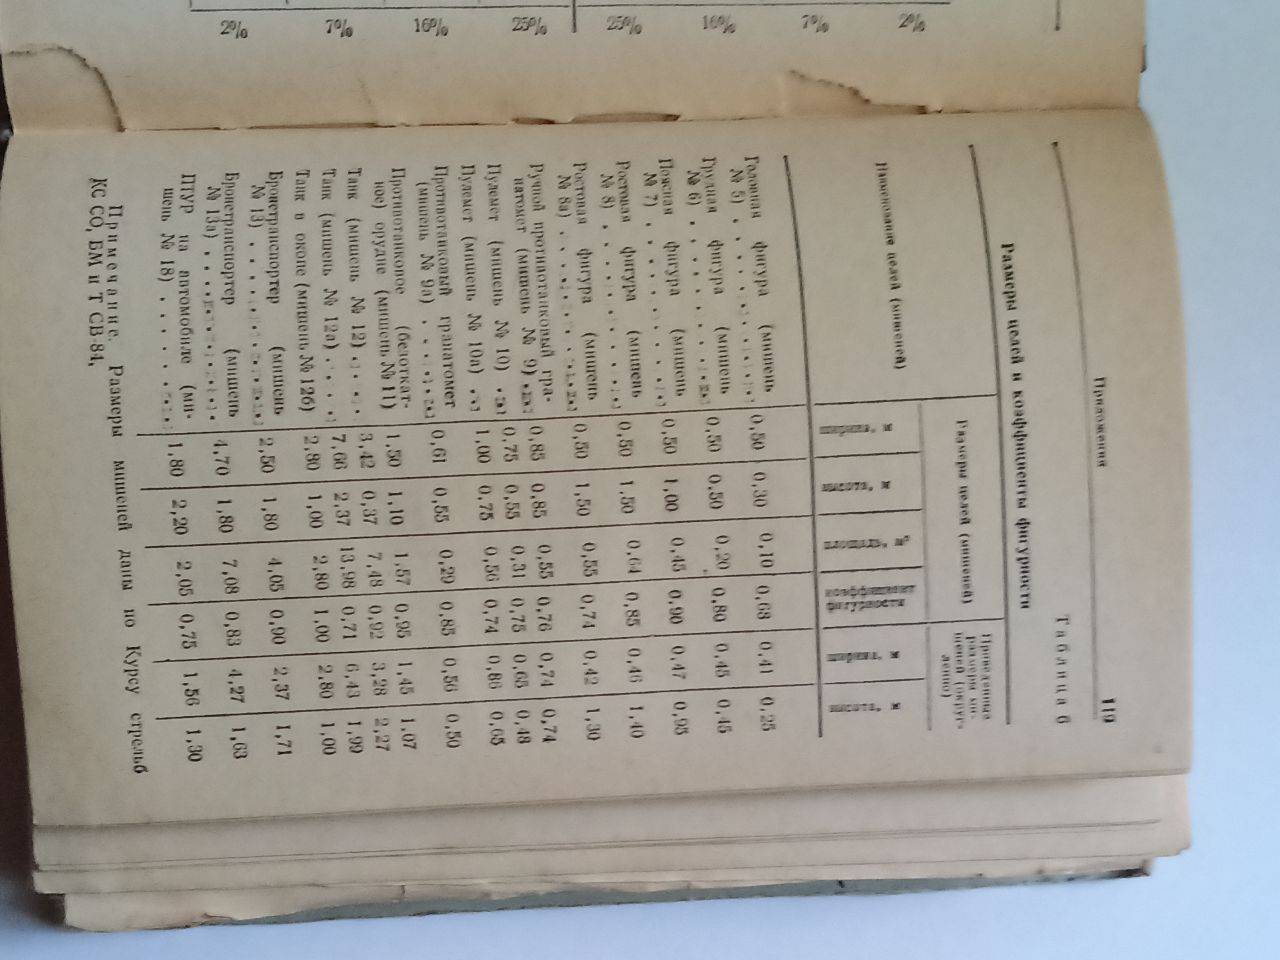 2% 7% 16% 25% 25% 16% 7% 2%
Приложения 119
Таблица 6
Размеры целей и коэффициенты фигурности
Наименование целей (мишеней)
Размеры целей (мишеней)
Приведенные
размеры ми-
шеней (округ-
ленно)
ширина, м
высота, м
площадь, м²
коэффициент
фигурности
ширина, м
высота, м
Головная фигура (мишень
№ 5) 0,50 0,30 0,10 0,68 0,41 0,25
Грудная фигура (мишень
№ 6) 0,50 0,50 0,20 0,80 0,45 0,45
Поясная фигура (мишень
№ 7) 0,50 1,00 0,45 0,90 0,47 0,95
Ростовая фигура (мишень
№ 8) 0,50 1,50 0,64 0,85 0,46 1,40
Ростовая фигура (мишень
№ 8а) 0,50 1,50 0,55 0,74 0,42 1,30
Ручной противотанковый гра-
натомет (мишень № 9) 0,85 0,85 0,55 0,76 0,74 0,74
Пулемет (мишень № 10) 0,75 0,55 0,31 0,75 0,65 0,48
Пулемет (мишень № 10а) 1,00 0,75 0,56 0,74 0,86 0,65
Противотанковый гранатомет
(мишень № 9а) 0,61 0,55 0,29 0,85 0,56 0,50
Противотанковое (безоткат-
ное) орудие (мишень № 11) 1,50 1,10 1,57 0,95 1,45 1,07
Танк (мишень № 12) 3,42 0,37 7,48 0,92 3,28 2,27
Танк (мишень № 12а) 7,66 2,37 13,98 0,71 6,43 1,99
Танк в окопе (мишень № 12б) 2,80 1,00 2,80 1,00 2,80 1,00
Бронетранспортер (мишень
№ 13) 2,50 1,80 4,05 0,90 2,37 1,71
Бронетранспортер (мишень
№ 13а) 4,70 1,80 7,08 0,83 4,27 1,63
ПТУР на автомобиле (ми-
шень № 18) 1,80 2,20 2,05 0,75 1,56 1,30
Примечание. Размеры мишеней даны по Курсу стрельб
КС СО, БМ и Т СВ-84.